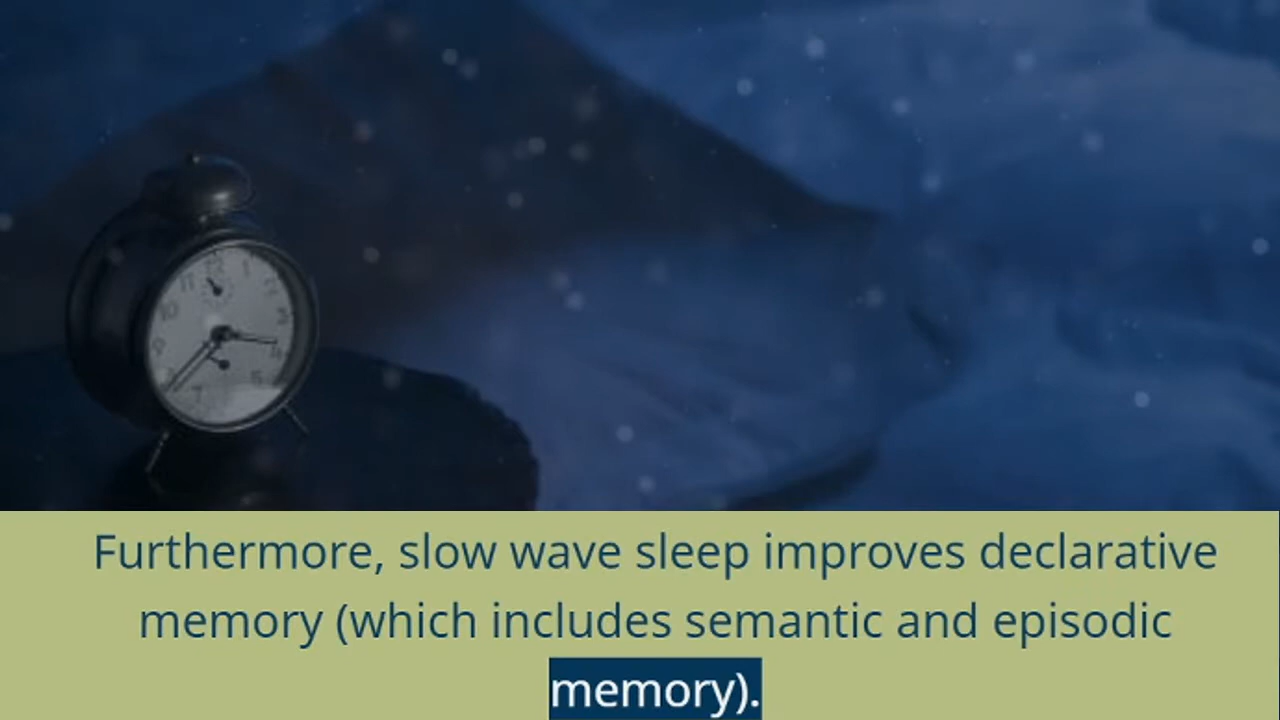 Furthermore, slow wave sleep improves declarative
memory (which includes semantic and episodic
memory).